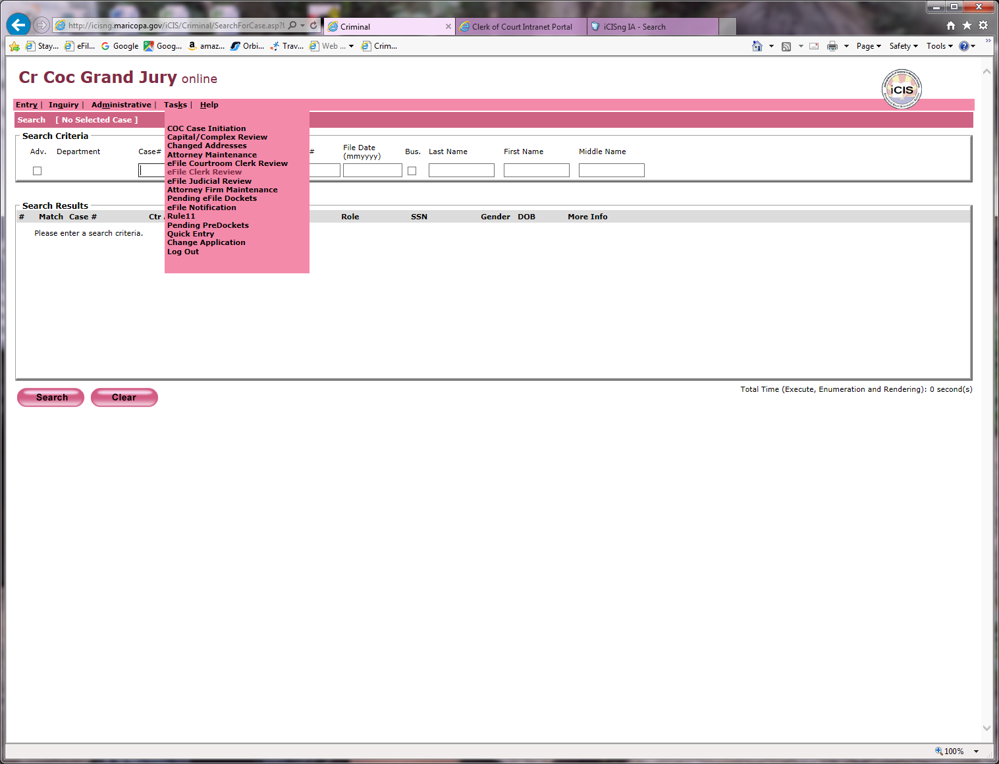 http://icisng.maricopa.gov/iCIS/Criminal/SearchForCase.asp?
Criminal
Clerk of Court Intranet Portal
iCISng IA - Search
Stay...
eFil...
Google
Goog...
amaz...
Orbi...
Trav...
Web ...
Crim...
Page
Safety
Tools
Cr Coc Grand Jury online
iCIS
Entry | Inquiry | Administrative | Tasks | Help
Search [ No Selected Case ]
COC Case Initiation
Capital/Complex Review
Changed Addresses
Attorney Maintenance
eFile Courtroom Clerk Review
eFile Clerk Review
eFile Judicial Review
Attorney Firm Maintenance
Pending eFile Dockets
eFile Notification
Rule11
Pending PreDockets
Quick Entry
Change Application
Log Out
Search Criteria
Adv. Department Case# # File Date (mmyyyy) Bus. Last Name First Name Middle Name
Search Results
# Match Case # Ctr Role SSN Gender DOB More Info
Please enter a search criteria.
Search
Clear
Total Time (Execute, Enumeration and Rendering): 0 second(s)
100%